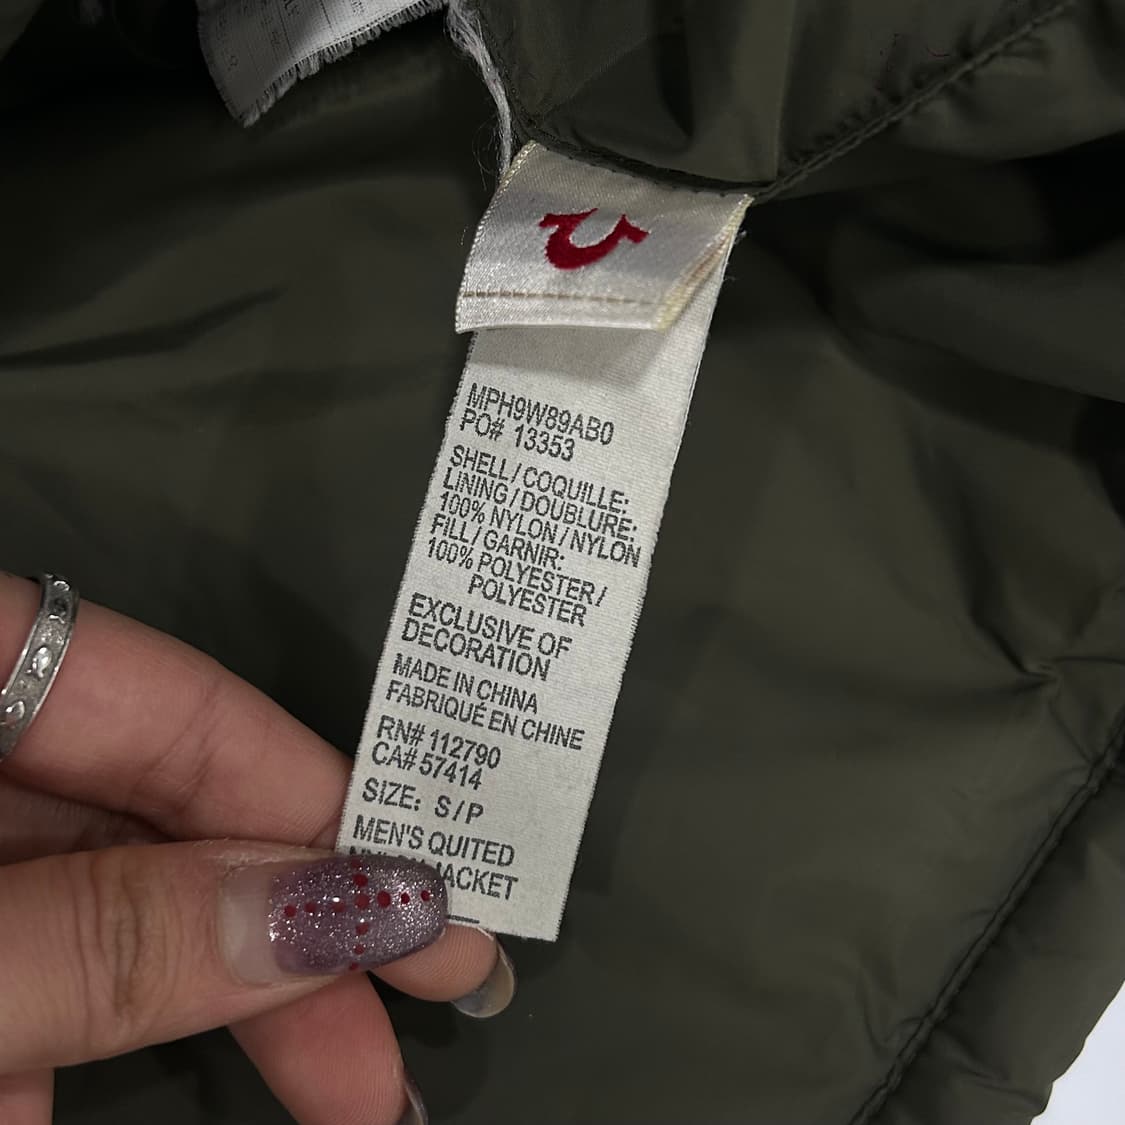 MPH9W89AB0
PO# 13353
SHELL / COQUILLE:
LINING / DOUBLURE:
100% NYLON / NYLON
FILL / GARNIR:
100% POLYESTER /
POLYESTER
EXCLUSIVE OF
DECORATION
MADE IN CHINA
FABRIQUÉ EN CHINE
RN# 112790
CA# 57414
SIZE: S / P
MEN'S QUITED
JACKET